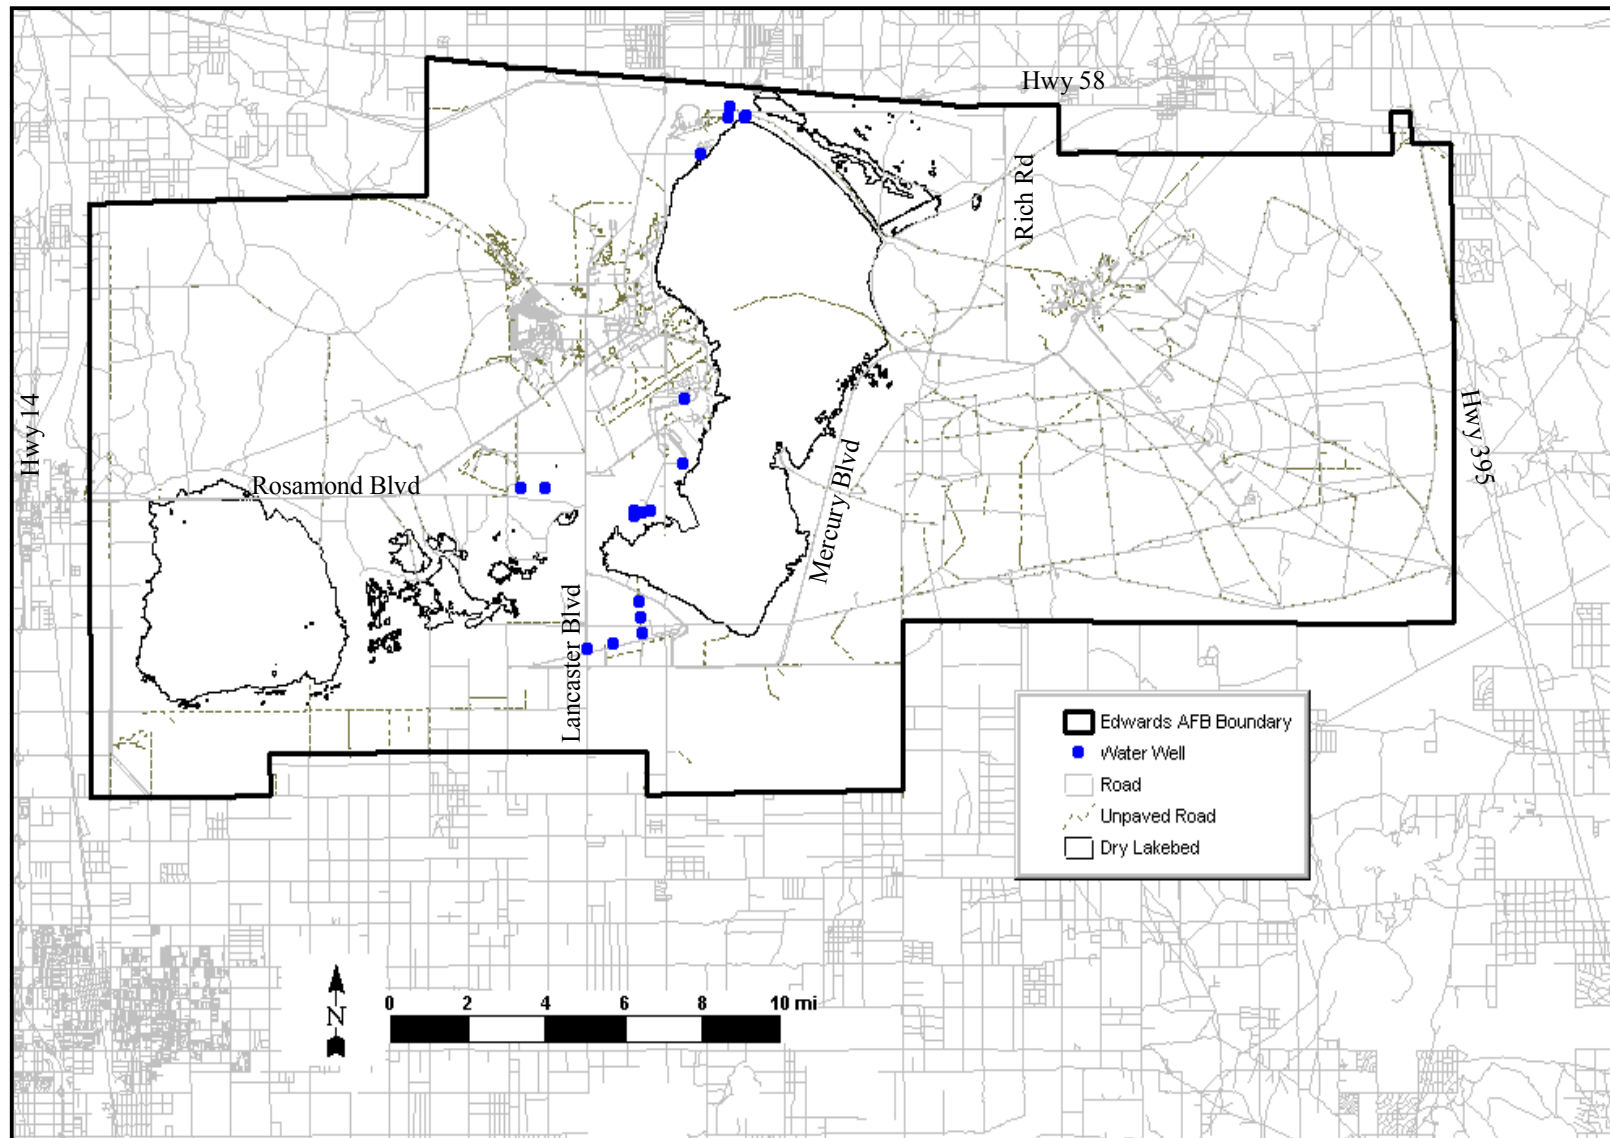 Hwy 58
Rich Rd
Hwy 14
Hwy 395
Rosamond Blvd
Mercury Blvd
Lancaster Blvd
Edwards AFB Boundary
Water Well
Road
Unpaved Road
Dry Lakebed
N
0 2 4 6 8 10 mi